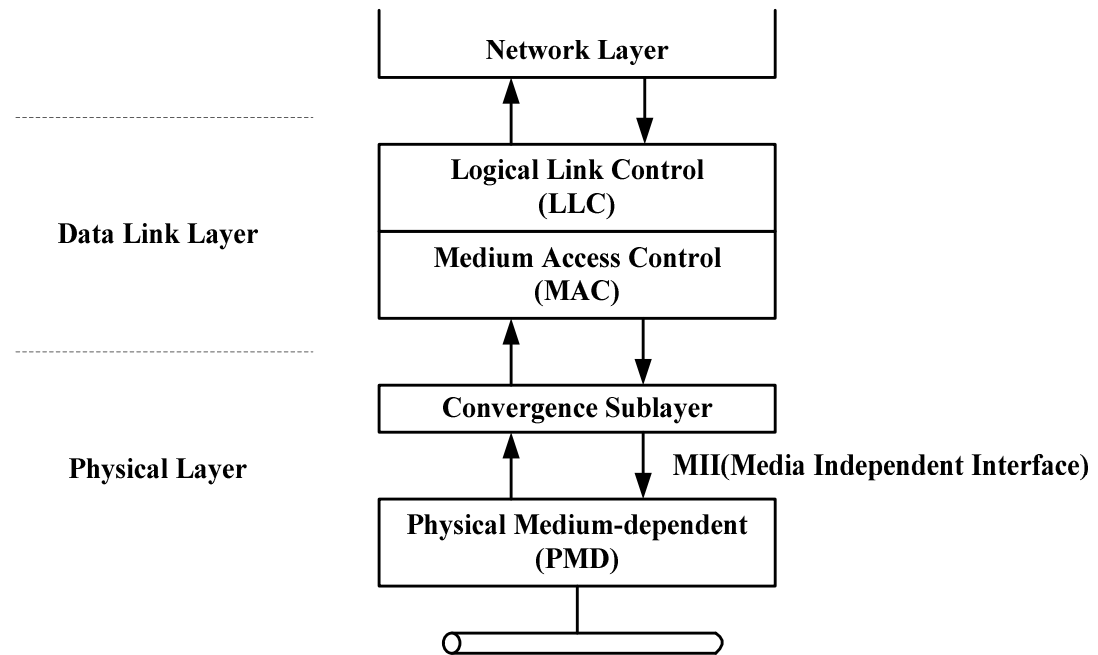 Network Layer
Logical Link Control
(LLC)
Data Link Layer
Medium Access Control
(MAC)
Convergence Sublayer
Physical Layer
MII(Media Independent Interface)
Physical Medium-dependent
(PMD)